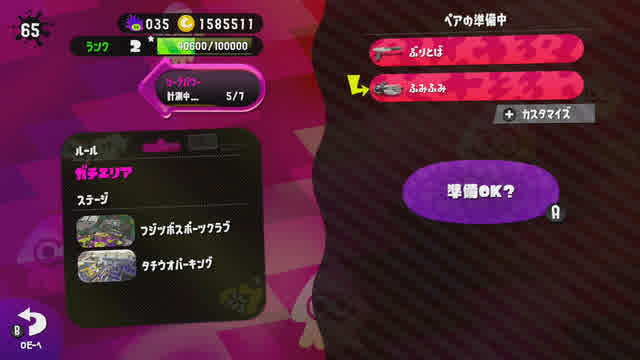 65
035
1585511
ランク
2
40600/100000
リーグパワー
計測中...
5/7
ルール
ガチエリア
ステージ
フジツボスポーツクラブ
タチウオパーキング
B
ロビーへ
ペアの準備中
ぷりとば
ふみふみ
+ カスタマイズ
準備OK?
A